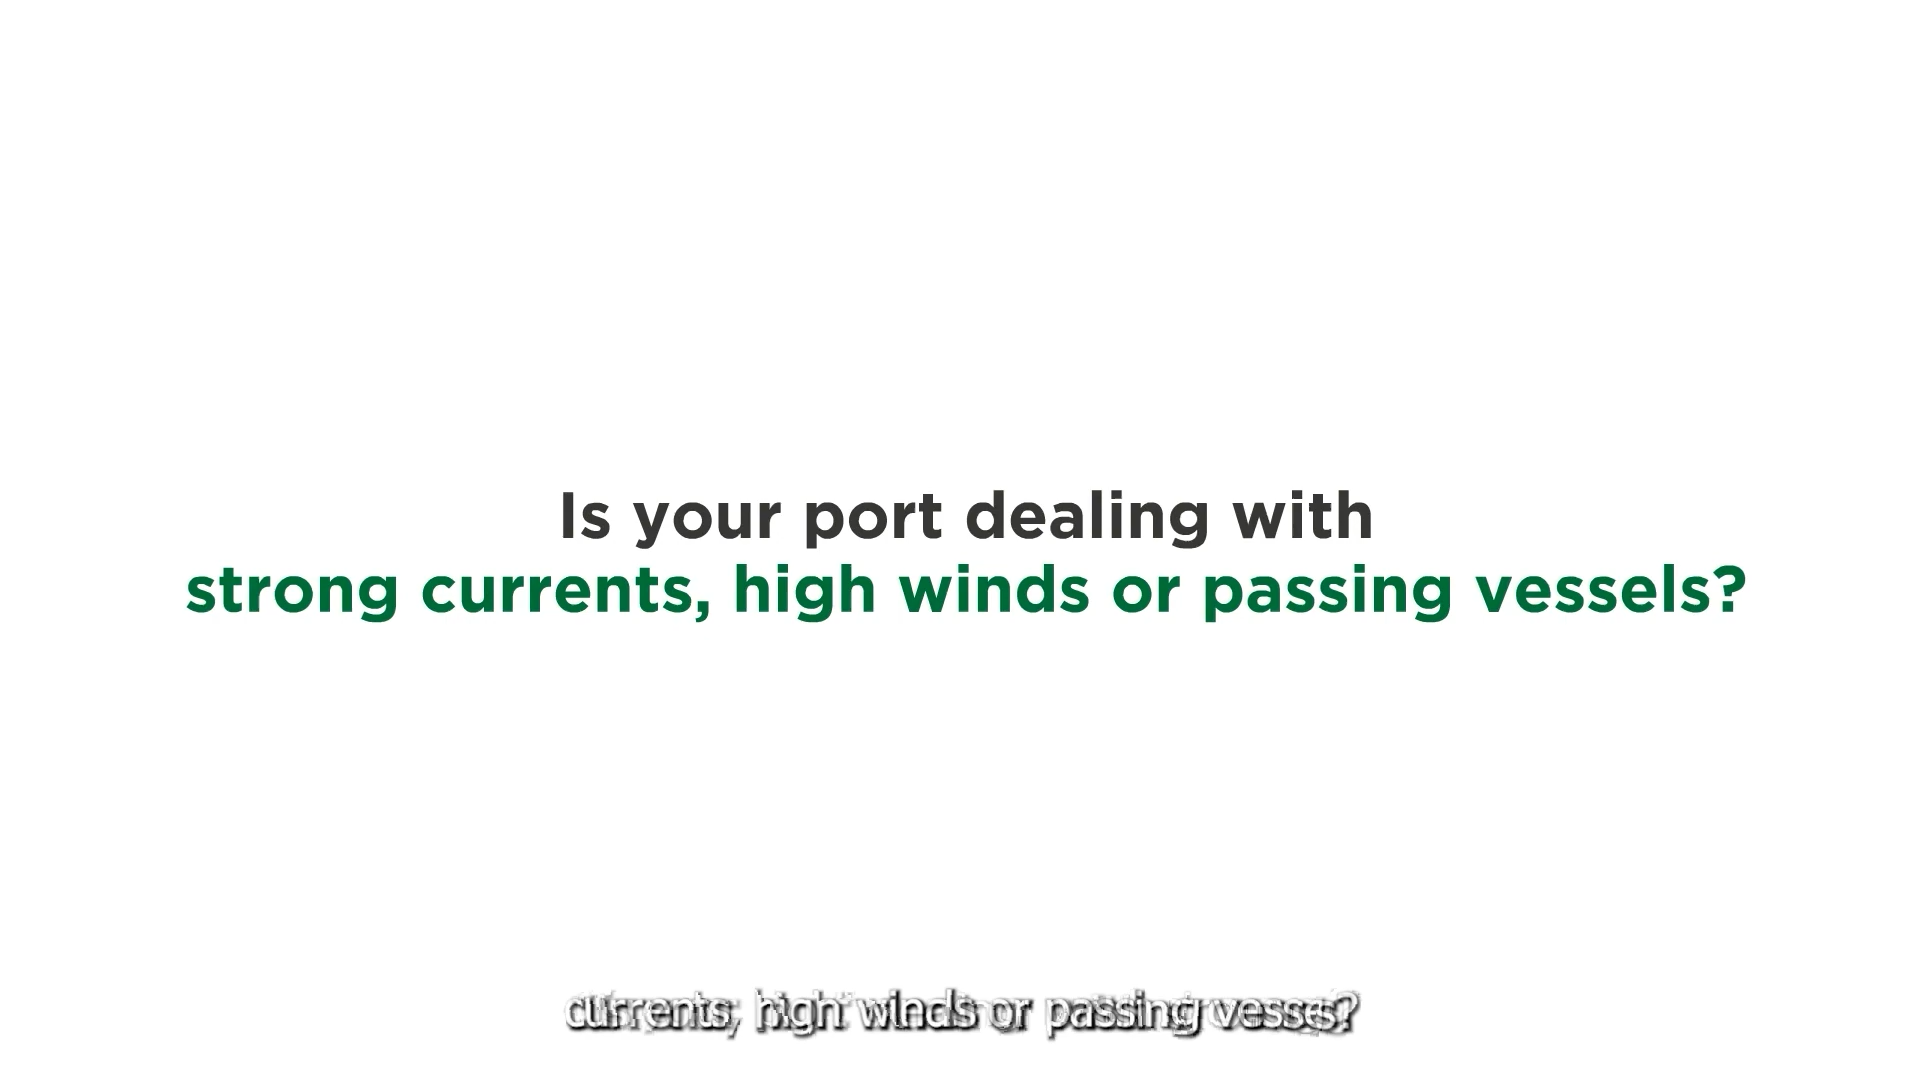 Is your port dealing with
strong currents, high winds or passing vessels?
currents, high winds or passing